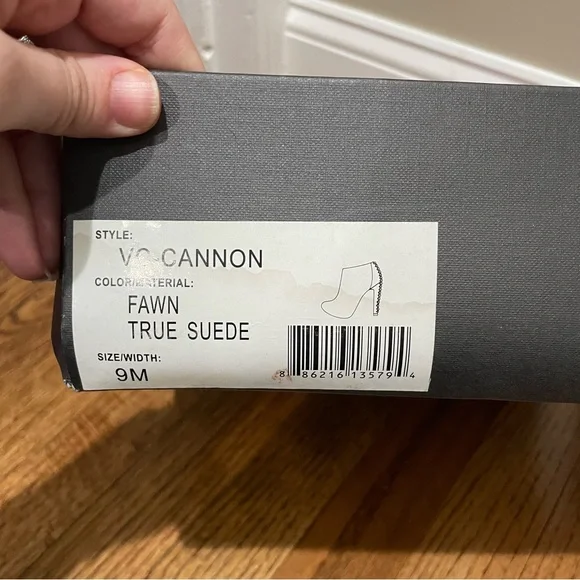 STYLE:
VC-CANNON
COLOR/MATERIAL:
FAWN
TRUE SUEDE
SIZE/WIDTH:
9M
8 86216 13579 4